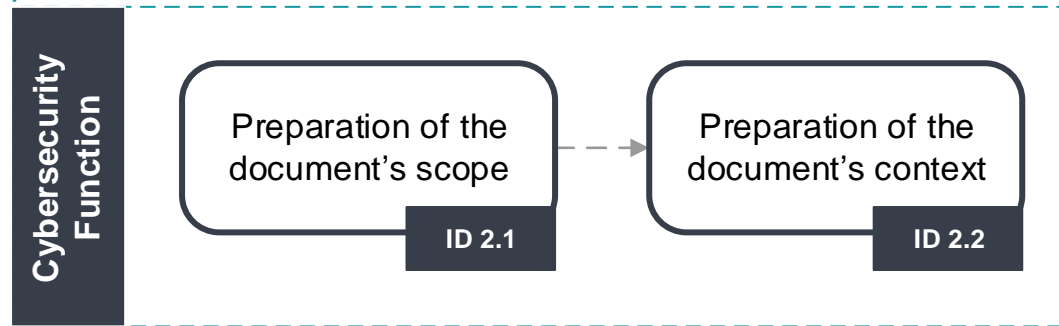 Cybersecurity
Function
Preparation of the
document’s scope
ID 2.1
Preparation of the
document’s context
ID 2.2